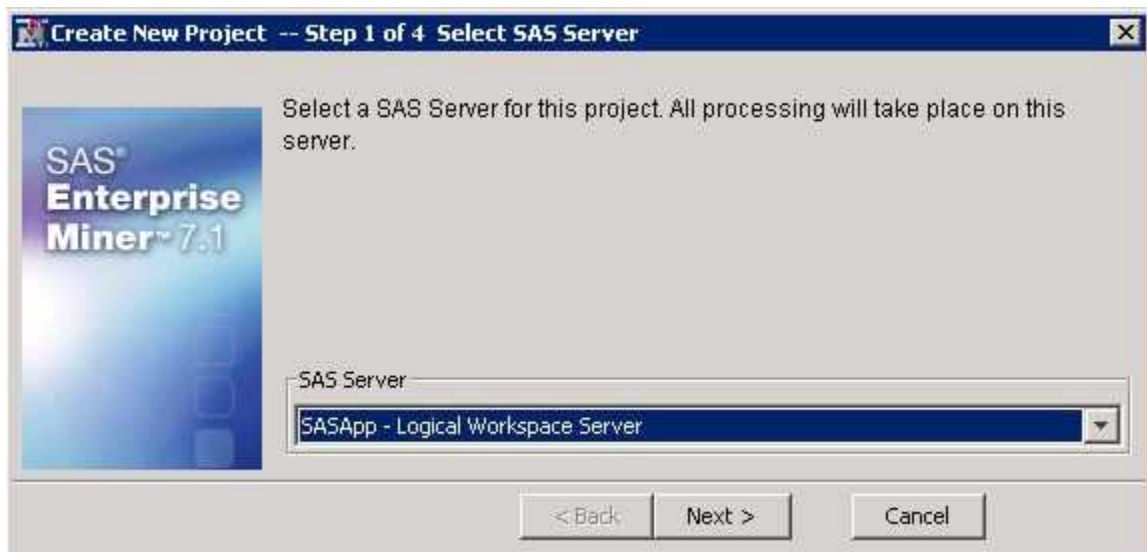 Create New Project -- Step 1 of 4 Select SAS Server
Select a SAS Server for this project. All processing will take place on this
server.
SAS®
Enterprise
Miner™ 7.1
SAS Server
SASApp - Logical Workspace Server
< Back
Next >
Cancel